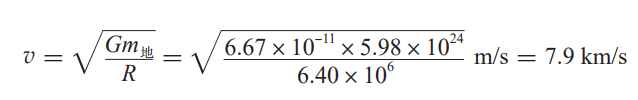 v = √(Gm地/R) = √(6.67 × 10⁻¹¹ × 5.98 × 10²⁴ / 6.40 × 10⁶) m/s = 7.9 km/s